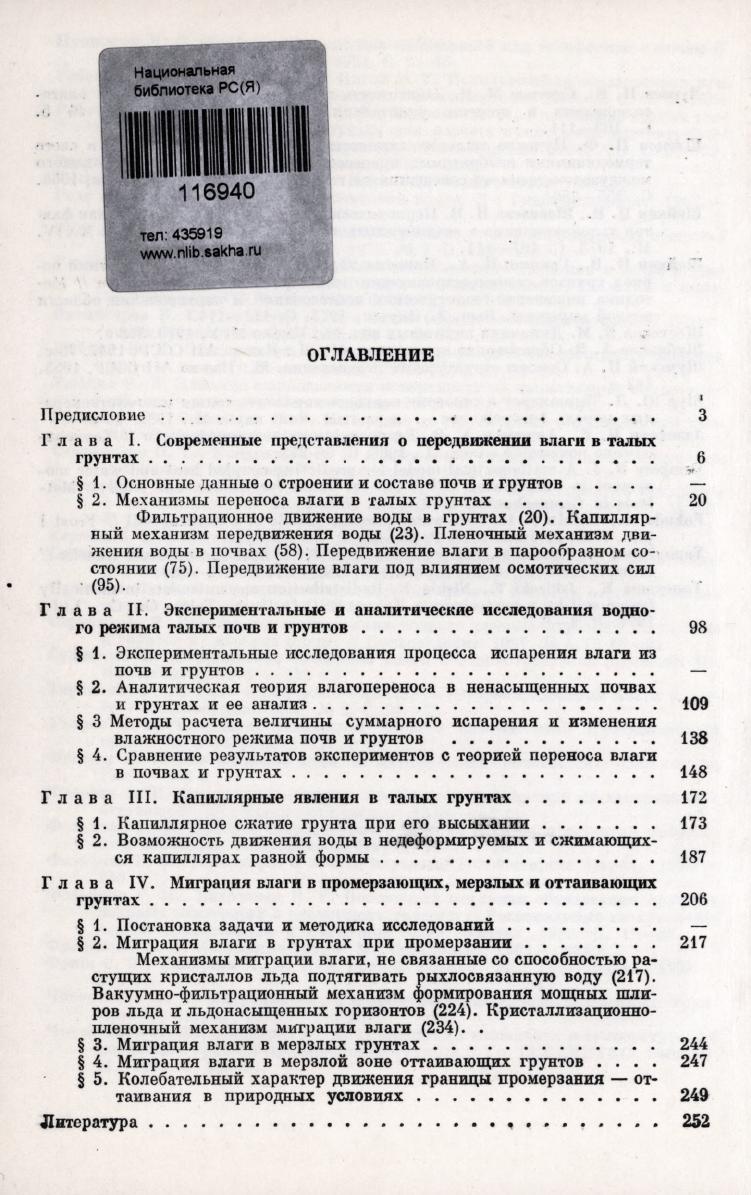 Национальная
библиотека РС(Я)
116940
тел: 435919
www.nlib.sakha.ru
ОГЛАВЛЕНИЕ
Предисловие . . . . . . . . . . . . . . . . . . . . . . . . . . 3
Глава I. Современные представления о передвижении влаги в талых
грунтах . . . . . . . . . . . . . . . . . . . . . . . . . . . . 6
§ 1. Основные данные о строении и составе почв и грунтов . . . . . —
§ 2. Механизмы переноса влаги в талых грунтах . . . . . . . . . 20
Фильтрационное движение воды в грунтах (20). Капилляр-
ный механизм передвижения воды (23). Пленочный механизм дви-
жения воды в почвах (58). Передвижение влаги в парообразном со-
стоянии (75). Передвижение влаги под влиянием осмотических сил
(95).
Глава II. Экспериментальные и аналитические исследования водно-
го режима талых почв и грунтов . . . . . . . . . . . . . . . . 98
§ 1. Экспериментальные исследования процесса испарения влаги из
почв и грунтов . . . . . . . . . . . . . . . . . . . . . . —
§ 2. Аналитическая теория влагопереноса в ненасыщенных почвах
и грунтах и ее анализ . . . . . . . . . . . . . . . . . . . 109
§ 3 Методы расчета величины суммарного испарения и изменения
влажностного режима почв и грунтов . . . . . . . . . . . . 138
§ 4. Сравнение результатов экспериментов с теорией переноса влаги
в почвах и грунтах . . . . . . . . . . . . . . . . . . . . 148
Глава III. Капиллярные явления в талых грунтах . . . . . . . . 172
§ 1. Капиллярное сжатие грунта при его высыхании . . . . . . . 173
§ 2. Возможность движения воды в недеформируемых и сжимающих-
ся капиллярах разной формы . . . . . . . . . . . . . . . 187
Глава IV. Миграция влаги в промерзающих, мерзлых и оттаивающих
грунтах . . . . . . . . . . . . . . . . . . . . . . . . . . . . 206
§ 1. Постановка задачи и методика исследований . . . . . . . . . —
§ 2. Миграция влаги в грунтах при промерзании . . . . . . . . 217
Механизмы миграции влаги, не связанные со способностью ра-
стущих кристаллов льда подтягивать рыхлосвязанную воду (217).
Вакуумно-фильтрационный механизм формирования мощных шли-
ров льда и льдонасыщенных горизонтов (224). Кристаллизационно-
пленочный механизм миграции влаги (234). .
§ 3. Миграция влаги в мерзлых грунтах . . . . . . . . . . . . . 244
§ 4. Миграция влаги в мерзлой зоне оттаивающих грунтов . . . . 247
§ 5. Колебательный характер движения границы промерзания — от-
таивания в природных условиях . . . . . . . . . . . . . . 249
Литература . . . . . . . . . . . . . . . . . . . . . . . . . . . 252